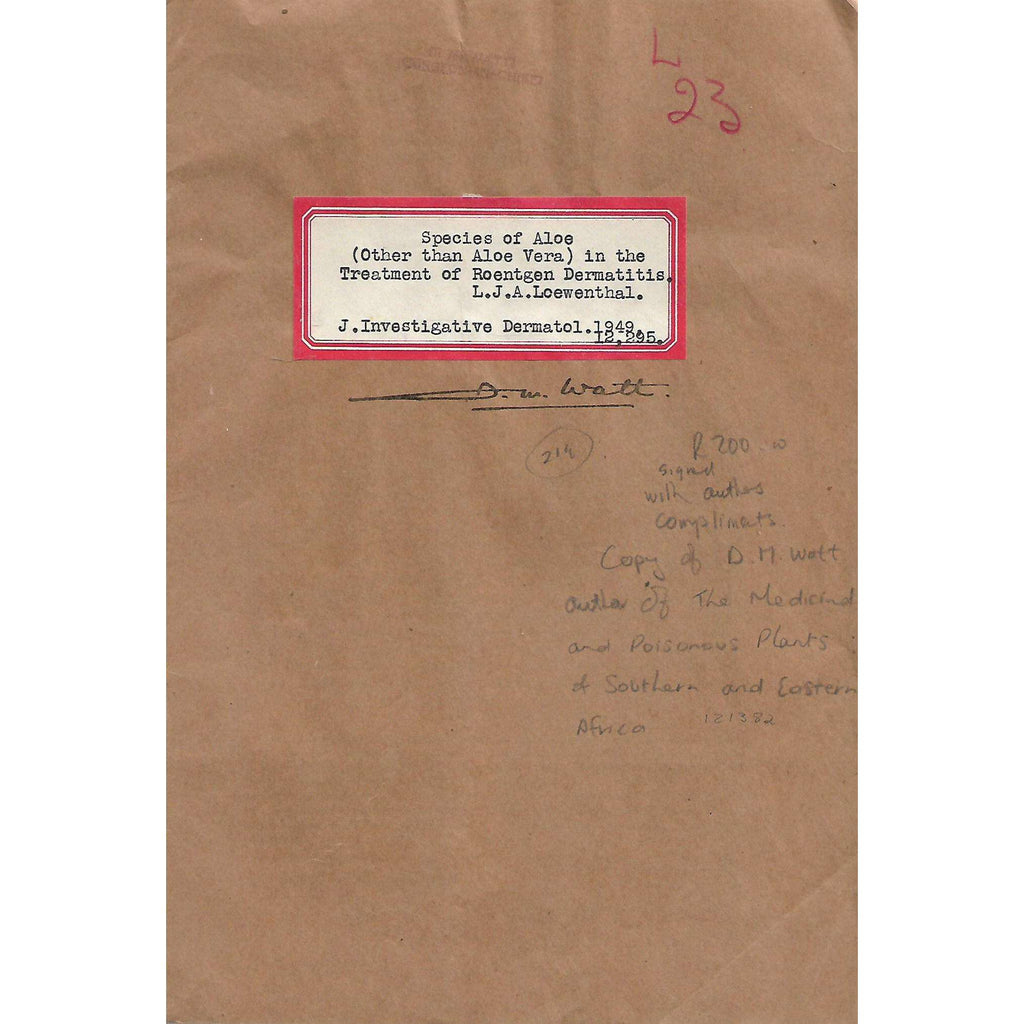 L
23
Species of Aloe
(Other than Aloe Vera) in the
Treatment of Roentgen Dermatitis.
L.J.A.Loewenthal.
J.Investigative Dermatol.1949,
12,295.
D. M. Watt.
214
R 200.00
signed
with authors
Compliments.
Copy of D. M. Watt
author of The Medicinal
and Poisonous Plants
of Southern and Eastern
Africa 121382